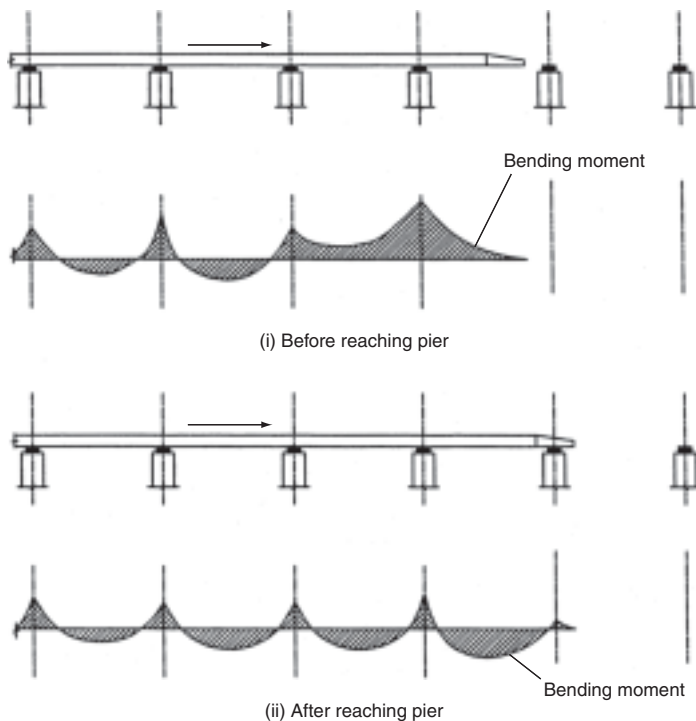 Bending moment
(i) Before reaching pier
Bending moment
(ii) After reaching pier